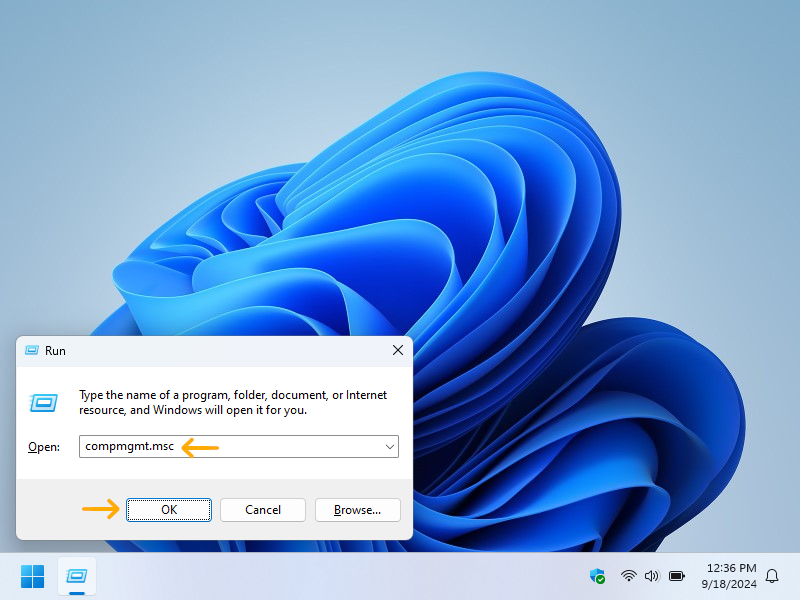 Run
Type the name of a program, folder, document, or Internet
resource, and Windows will open it for you.
Open:
compmgmt.msc
OK
Cancel
Browse...
12:36 PM
9/18/2024